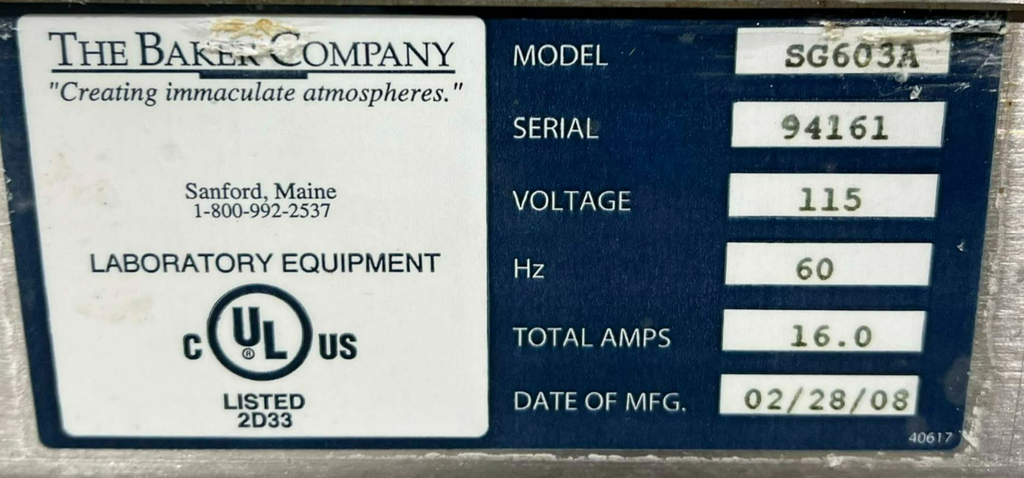 THE BAKER COMPANY
"Creating immaculate atmospheres."
Sanford, Maine
1-800-992-2537
LABORATORY EQUIPMENT
C UL® US
LISTED
2D33
MODEL SG603A
SERIAL 94161
VOLTAGE 115
Hz 60
TOTAL AMPS 16.0
DATE OF MFG. 02/28/08
40617